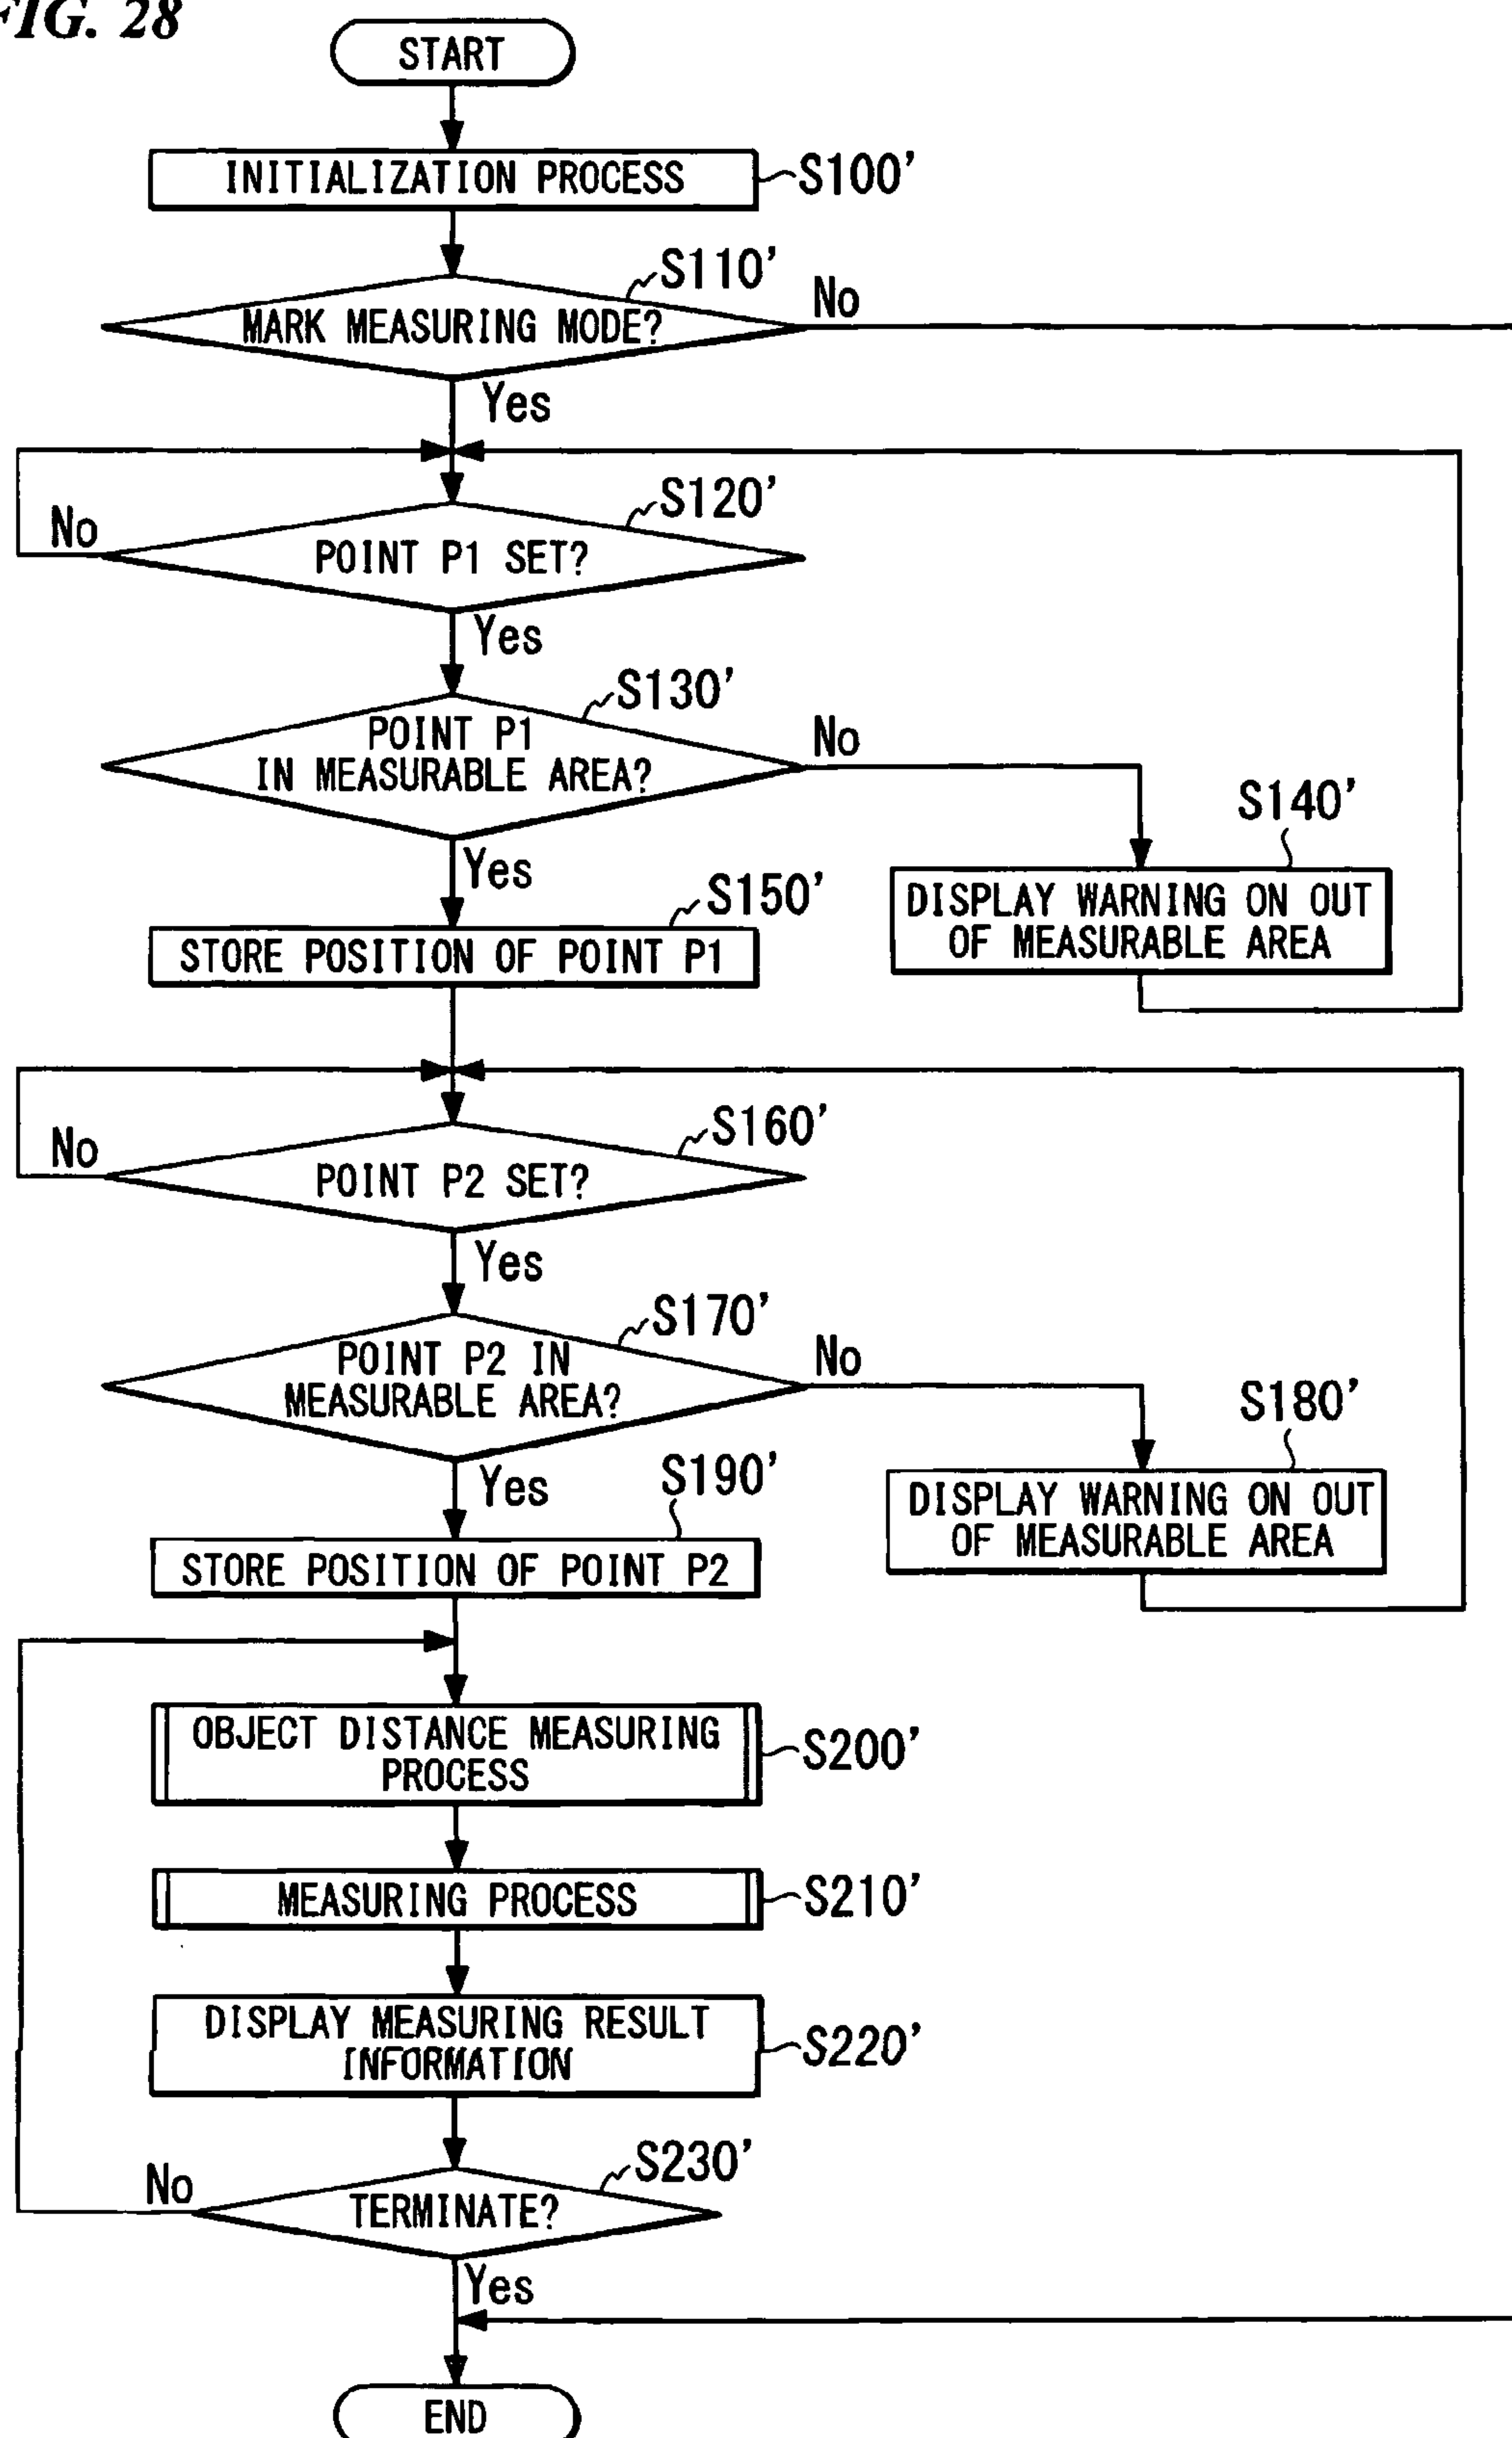 FIG. 28
START
INITIALIZATION PROCESS
S100'
S110'
MARK MEASURING MODE?
No
Yes
S120'
No
POINT P1 SET?
Yes
S130'
POINT P1
IN MEASURABLE AREA?
No
S140'
Yes
DISPLAY WARNING ON OUT
OF MEASURABLE AREA
S150'
STORE POSITION OF POINT P1
S160'
No
POINT P2 SET?
Yes
S170'
POINT P2 IN
MEASURABLE AREA?
No
S180'
Yes
DISPLAY WARNING ON OUT
OF MEASURABLE AREA
S190'
STORE POSITION OF POINT P2
OBJECT DISTANCE MEASURING
PROCESS
S200'
MEASURING PROCESS
S210'
DISPLAY MEASURING RESULT
INFORMATION
S220'
S230'
No
TERMINATE?
Yes
END